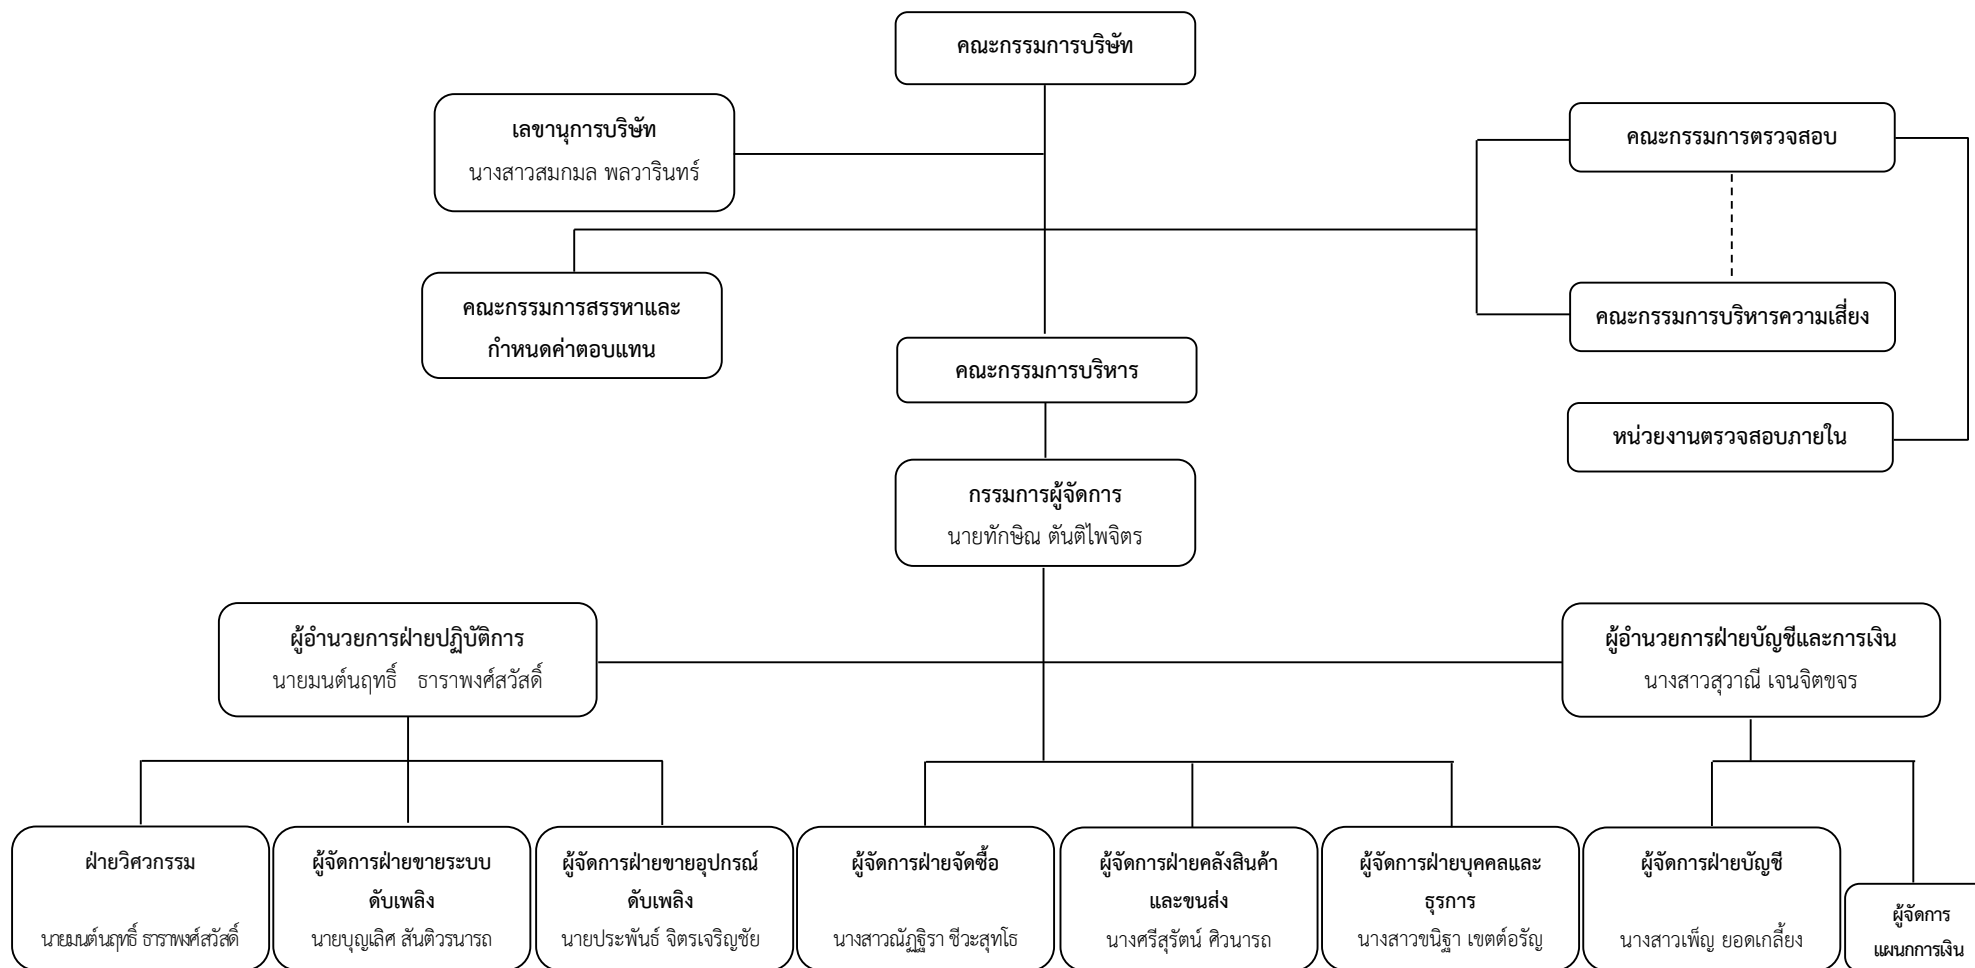 คณะกรรมการบริษัท
เลขานุการบริษัท
นางสาวสมกมล พลวารินทร์
คณะกรรมการตรวจสอบ
คณะกรรมการสรรหาและ
กำหนดค่าตอบแทน
คณะกรรมการบริหารความเสี่ยง
คณะกรรมการบริหาร
หน่วยงานตรวจสอบภายใน
กรรมการผู้จัดการ
นายทักษิณ ตันติไพจิตร
ผู้อำนวยการฝ่ายปฏิบัติการ
นายมนต์นฤทธิ์ ธาราพงศ์สวัสดิ์
ผู้อำนวยการฝ่ายบัญชีและการเงิน
นางสาวสุวาณี เจนจิตขจร
ฝ่ายวิศวกรรม
นายมนต์นฤทธิ์ ธาราพงศ์สวัสดิ์
ผู้จัดการฝ่ายขายระบบ
ดับเพลิง
นายบุญเลิศ สันติวรนารถ
ผู้จัดการฝ่ายขายอุปกรณ์
ดับเพลิง
นายประพันธ์ จิตรเจริญชัย
ผู้จัดการฝ่ายจัดซื้อ
นางสาวณัฏฐิรา ชีวะสุทโธ
ผู้จัดการฝ่ายคลังสินค้า
และขนส่ง
นางศรีสุรัตน์ ศิวนารถ
ผู้จัดการฝ่ายบุคคลและ
ธุรการ
นางสาวขนิฐา เขตต์อรัญ
ผู้จัดการฝ่ายบัญชี
นางสาวเพ็ญ ยอดเกลี้ยง
ผู้จัดการ
แผนกการเงิน